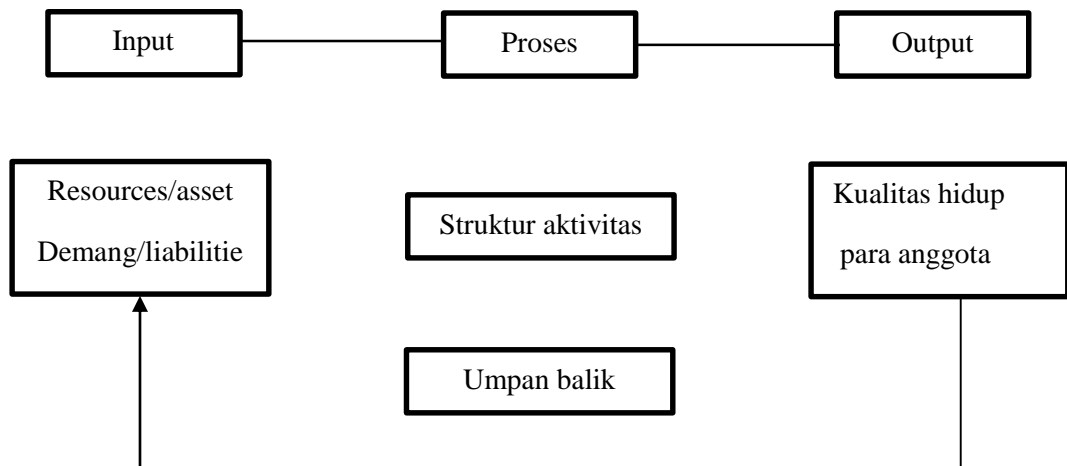 Input
Proses
Output
Resources/asset
Demang/liabilitie
Struktur aktivitas
Kualitas hidup
para anggota
Umpan balik